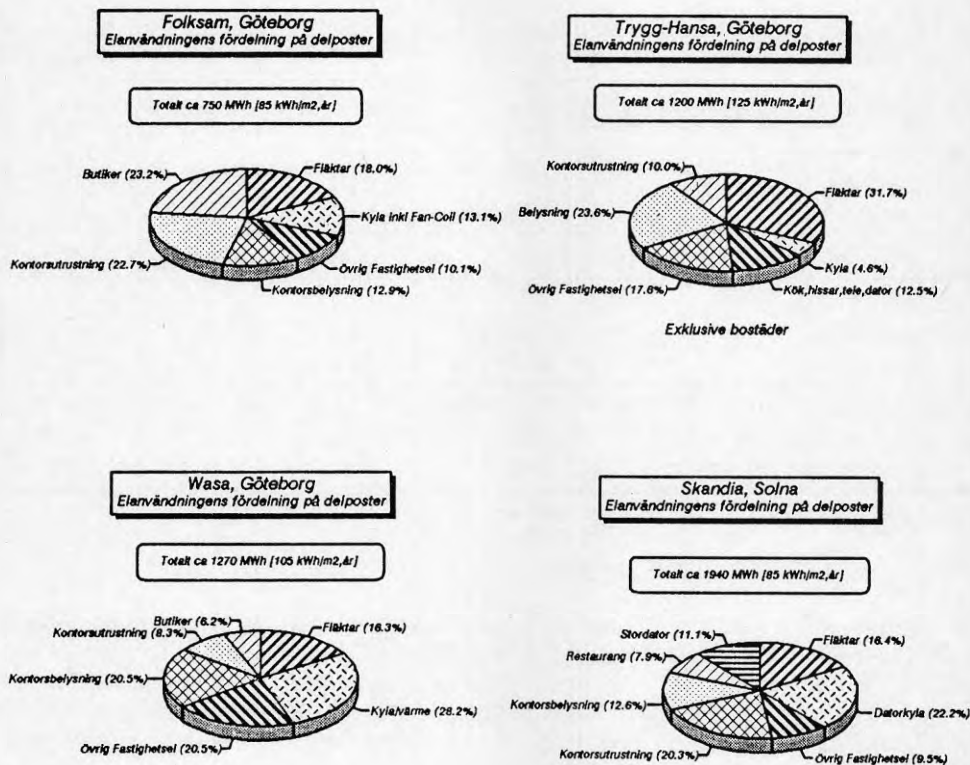 Folksam, Göteborg
Elanvändningens fördelning på delposter
Totalt ca 750 MWh [85 kWh/m2,år]
Butiker (23.2%)
Fläktar (18.0%)
Kyla inkl Fan-Coil (13.1%)
Kontorsutrustning (22.7%)
Övrig Fastighetsel (10.1%)
Kontorsbelysning (12.9%)
Trygg-Hansa, Göteborg
Elanvändningens fördelning på delposter
Totalt ca 1200 MWh [125 kWh/m2,år]
Kontorsutrustning (10.0%)
Fläktar (31.7%)
Belysning (23.6%)
Kyla (4.6%)
Övrig Fastighetsel (17.6%)
Kök,hissar,tele,dator (12.5%)
Exklusive bostäder
Wasa, Göteborg
Elanvändningens fördelning på delposter
Totalt ca 1270 MWh [105 kWh/m2,år]
Butiker (6.2%)
Fläktar (16.3%)
Kontorsutrustning (8.3%)
Kontorsbelysning (20.5%)
Kyla/värme (28.2%)
Övrig Fastighetsel (20.5%)
Skandia, Solna
Elanvändningens fördelning på delposter
Totalt ca 1940 MWh [85 kWh/m2,år]
Stordator (11.1%)
Fläktar (16.4%)
Restaurang (7.9%)
Kontorsbelysning (12.6%)
Datorkyla (22.2%)
Kontorsutrustning (20.3%)
Övrig Fastighetsel (9.5%)